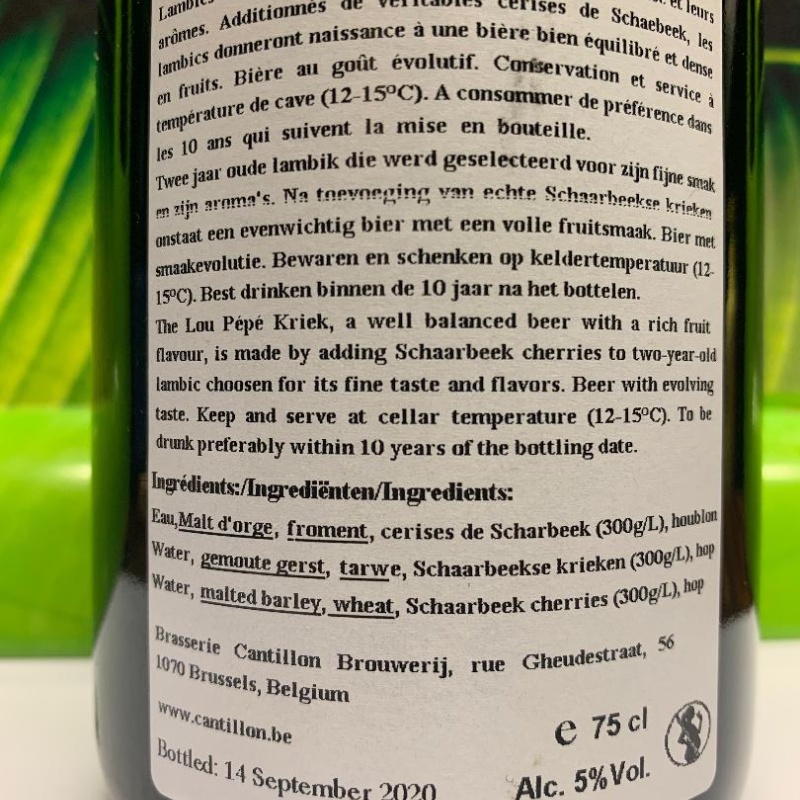 Lambics et leurs
arômes. Additionnés de véritables cerises de Schaebeek, les
lambics donneront naissance à une bière bien équilibré et dense
en fruits. Bière au goût évolutif. Conservation et service à
température de cave (12-15°C). A consommer de préférence dans
les 10 ans qui suivent la mise en bouteille.
Twee jaar oude lambik die werd geselecteerd voor zijn fijne smak
en zijn aroma's. Na toevoeging van echte Schaarbeekse krieken
onstaat een evenwichtig bier met een volle fruitsmaak. Bier met
smaakevolutie. Bewaren en schenken op keldertemperatuur (12-
15°C). Best drinken binnen de 10 jaar na het bottelen.
The Lou Pépé Kriek, a well balanced beer with a rich fruit
flavour, is made by adding Schaarbeek cherries to two-year-old
lambic choosen for its fine taste and flavors. Beer with evolving
taste. Keep and serve at cellar temperature (12-15°C). To be
drunk preferably within 10 years of the bottling date.
Ingrédients:/Ingrediënten/Ingredients:
Eau,Malt d'orge, froment, cerises de Scharbeek (300g/L), houblon
Water, gemoute gerst, tarwe, Schaarbeekse krieken (300g/L), hop
Water, malted barley, wheat, Schaarbeek cherries (300g/L), hop
Brasserie Cantillon Brouwerij, rue Gheudestraat, 56
1070 Brussels, Belgium
www.cantillon.be
e 75 cl
Bottled: 14 September 2020
Alc. 5%Vol.